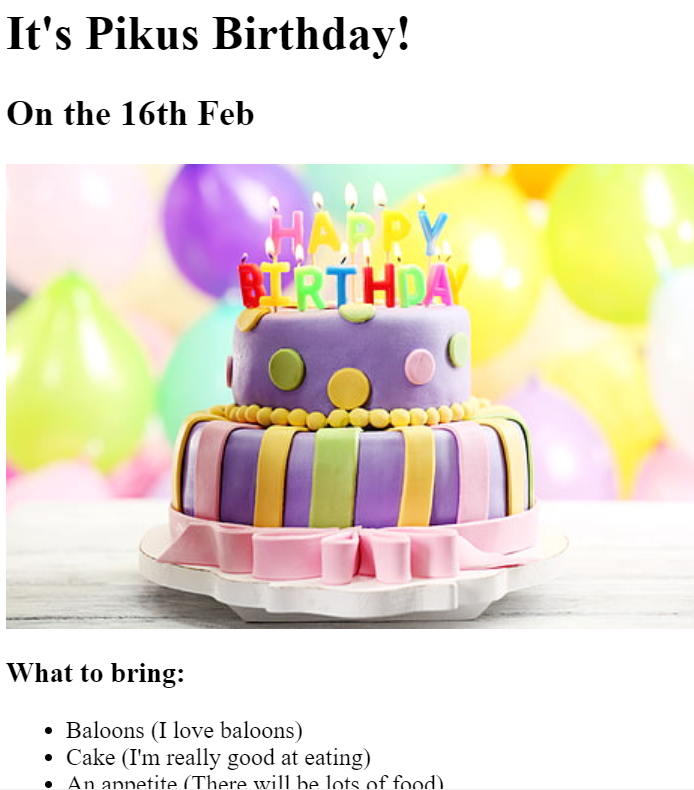 It's Pikus Birthday!
On the 16th Feb
HAPPY
BIRTHDAY
What to bring:
Baloons (I love baloons)
Cake (I'm really good at eating)
An appetite (There will be lots of food)